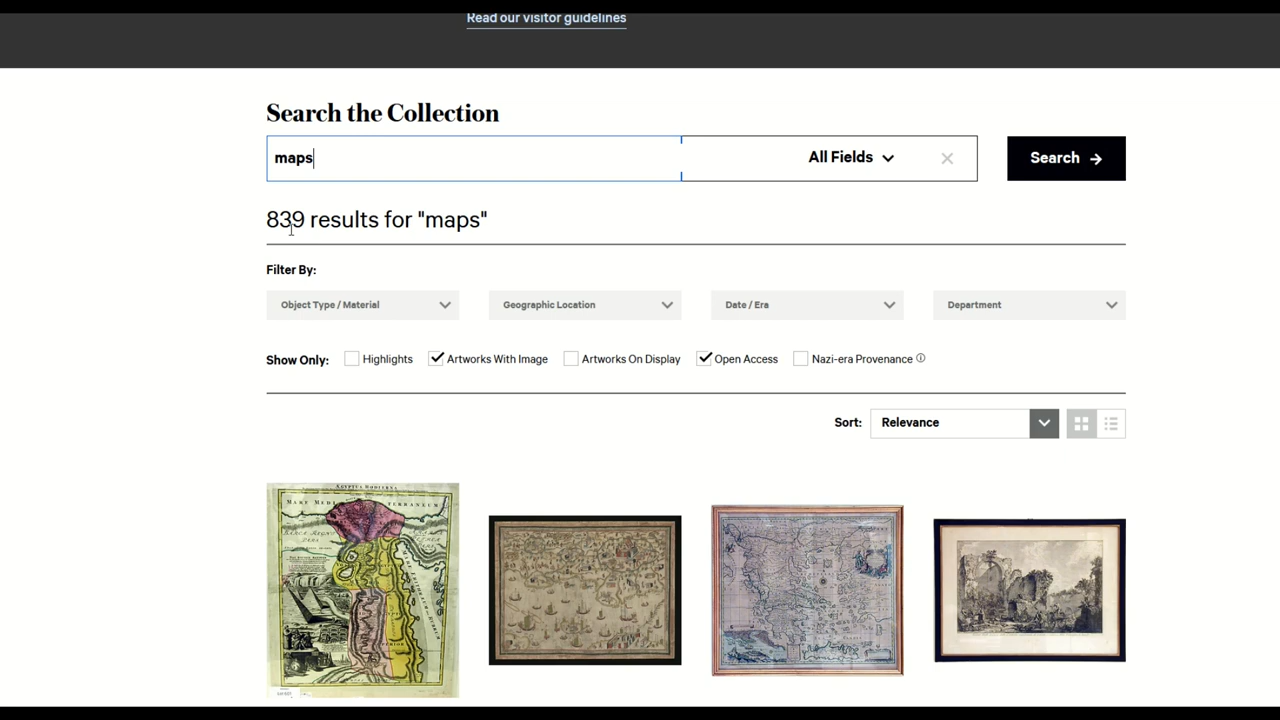 Read our visitor guidelines
Search the Collection
maps
All Fields
Search →
839 results for "maps"
Filter By:
Object Type / Material
Geographic Location
Date / Era
Department
Show Only:
Highlights
Artworks With Image
Artworks On Display
Open Access
Nazi-era Provenance
Sort:
Relevance